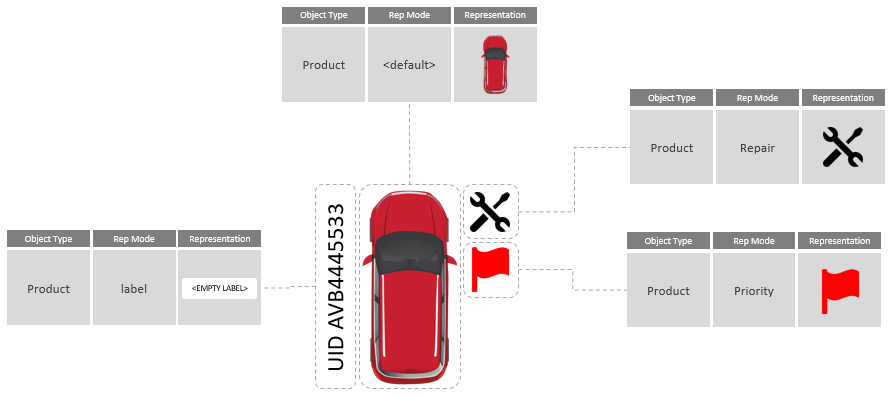 Object Type Rep Mode Representation
Product <default>
Object Type Rep Mode Representation
Product Repair
Object Type Rep Mode Representation
Product label <EMPTY LABEL>
UID AVB4445533
Object Type Rep Mode Representation
Product Priority